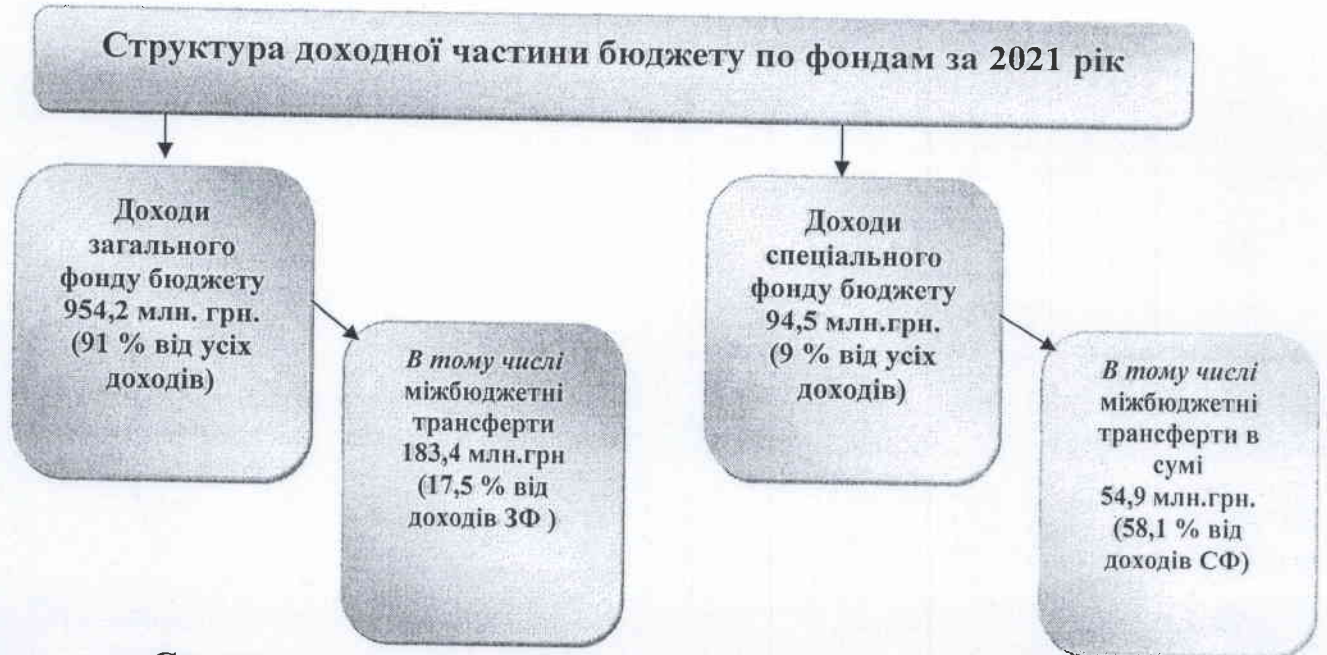 Структура доходної частини бюджету по фондам за 2021 рік
Доходи
загального
фонду бюджету
954,2 млн. грн.
(91 % від усіх
доходів)
В тому числі
міжбюджетні
трансферти
183,4 млн.грн
(17,5 % від
доходів ЗФ )
Доходи
спеціального
фонду бюджету
94,5 млн.грн.
(9 % від усіх
доходів)
В тому числі
міжбюджетні
трансферти в
сумі
54,9 млн.грн.
(58,1 % від
доходів СФ)